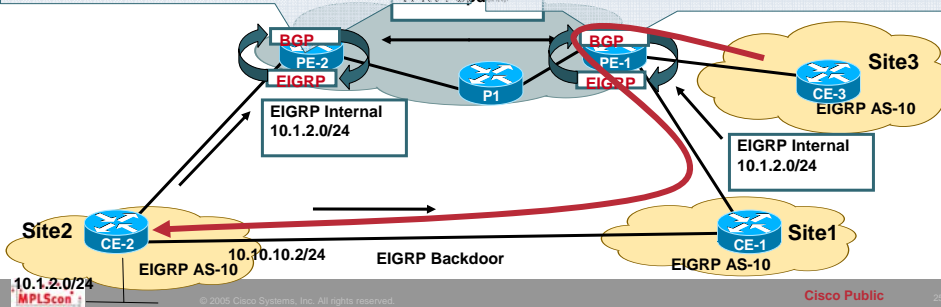 BGP
PE-2
EIGRP
BGP
PE-1
EIGRP
P1
Site3
CE-3
EIGRP AS-10
EIGRP Internal
10.1.2.0/24
EIGRP Internal
10.1.2.0/24
Site2
CE-2
10.10.10.2/24
EIGRP AS-10
EIGRP Backdoor
CE-1
Site1
EIGRP AS-10
10.1.2.0/24
MPLScon
© 2005 Cisco Systems, Inc. All rights reserved.
Cisco Public